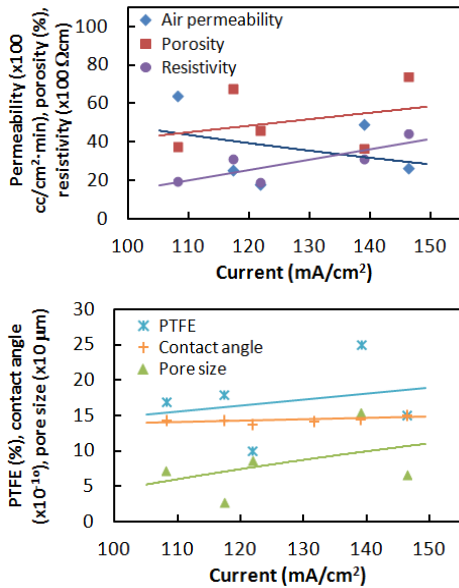 Permeability (x100
cc/cm²•min), porosity (%),
resistivity (x100 Ωcm)
100
80
60
40
20
0
Air permeability
Porosity
Resistivity
100 110 120 130 140 150
Current (mA/cm²)
PTFE (%), contact angle
(x10⁻¹°), pore size (x10 μm)
30
25
20
15
10
5
0
PTFE
Contact angle
Pore size
100 110 120 130 140 150
Current (mA/cm²)